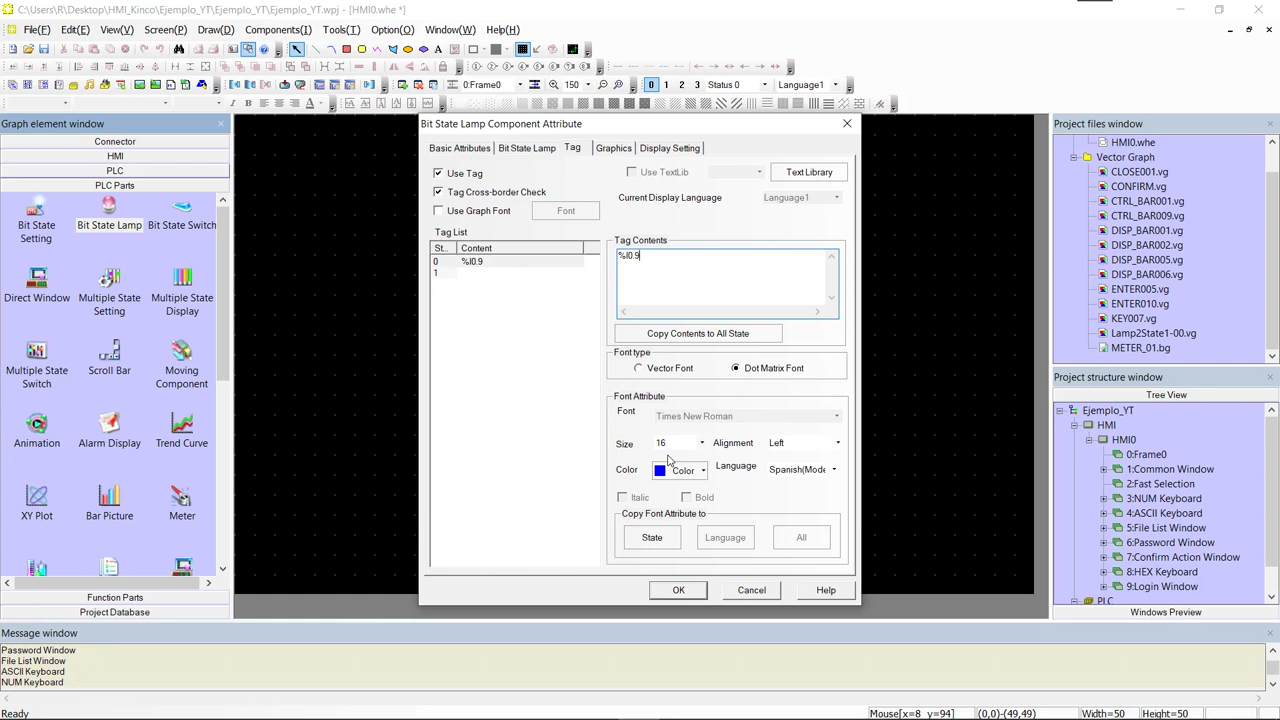 C:\Users\R\Desktop\HMI_Kinco\Ejemplo_YT\Ejemplo_YT.wpj - [HMI0.whe *]
File(F) Edit(E) View(V) Screen(P) Draw(D) Components(I) Tools(T) Option(O) Window(W) Help(H)
0:Frame0 150 0 1 2 3 Status 0 Language1
Graph element window
Connector
HMI
PLC
PLC Parts
Bit State Setting
Bit State Lamp
Bit State Switch
Direct Window
Multiple State Setting
Multiple State Display
Multiple State Switch
Scroll Bar
Moving Component
Animation
Alarm Display
Trend Curve
XY Plot
Bar Picture
Meter
Function Parts
Project Database
Bit State Lamp Component Attribute
Basic Attributes Bit State Lamp Tag Graphics Display Setting
Use Tag
Use TextLib
Text Library
Tag Cross-border Check
Current Display Language Language1
Use Graph Font
Font
Tag List
St... Content
0 %I0.9
1
Tag Contents
%I0.9
Copy Contents to All State
Font type
Vector Font Dot Matrix Font
Font Attribute
Font Times New Roman
Size 16 Alignment Left
Color Color Language Spanish(Mode
Italic Bold
Copy Font Attribute to
State Language All
OK Cancel Help
Project files window
HMI0.whe
Vector Graph
CLOSE001.vg
CONFIRM.vg
CTRL_BAR001.vg
CTRL_BAR009.vg
DISP_BAR001.vg
DISP_BAR002.vg
DISP_BAR005.vg
DISP_BAR006.vg
ENTER005.vg
ENTER010.vg
KEY007.vg
Lamp2State1-00.vg
METER_01.bg
Project structure window
Tree View
Ejemplo_YT
HMI
HMI0
0:Frame0
1:Common Window
2:Fast Selection
3:NUM Keyboard
4:ASCII Keyboard
5:File List Window
6:Password Window
7:Confirm Action Window
8:HEX Keyboard
9:Login Window
PLC
Windows Preview
Message window
Password Window
File List Window
ASCII Keyboard
NUM Keyboard
Ready Mouse[x=8 y=94] (0,0)-(49,49) Width=50 Height=50